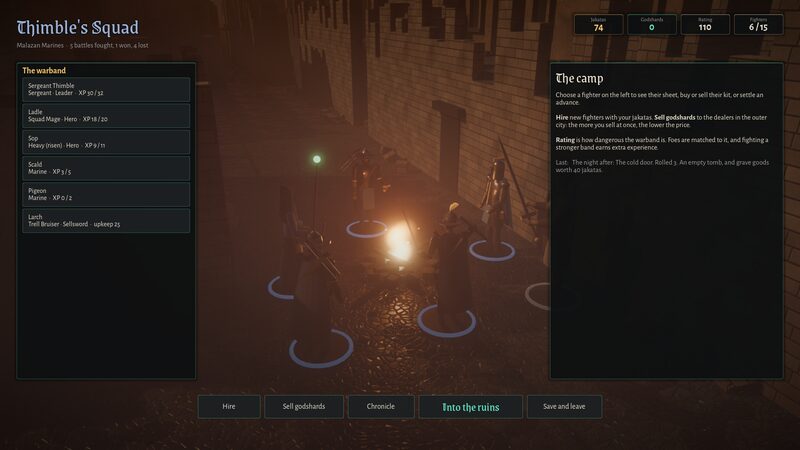 Thimble's Squad
Malazan Marines · 5 battles fought, 1 won, 4 lost
Jakatas
74
Godshards
0
Rating
110
Fighters
6 / 15
The warband
Sergeant Thimble
Sergeant · Leader · XP 30 / 32
Ladle
Squad Mage · Hero · XP 18 / 20
Sop
Heavy (risen) · Hero · XP 9 / 11
Scald
Marine · XP 3 / 5
Pigeon
Marine · XP 0 / 2
Larch
Trell Bruiser · Sellsword · upkeep 25
The camp
Choose a fighter on the left to see their sheet, buy or sell their kit, or settle an
advance.
Hire new fighters with your jakatas. Sell godshards to the dealers in the outer
city: the more you sell at once, the lower the price.
Rating is how dangerous the warband is. Foes are matched to it, and fighting a
stronger band earns extra experience.
Last: The night after: The cold door. Rolled 3. An empty tomb, and grave goods
worth 40 jakatas.
Hire
Sell godshards
Chronicle
Into the ruins
Save and leave